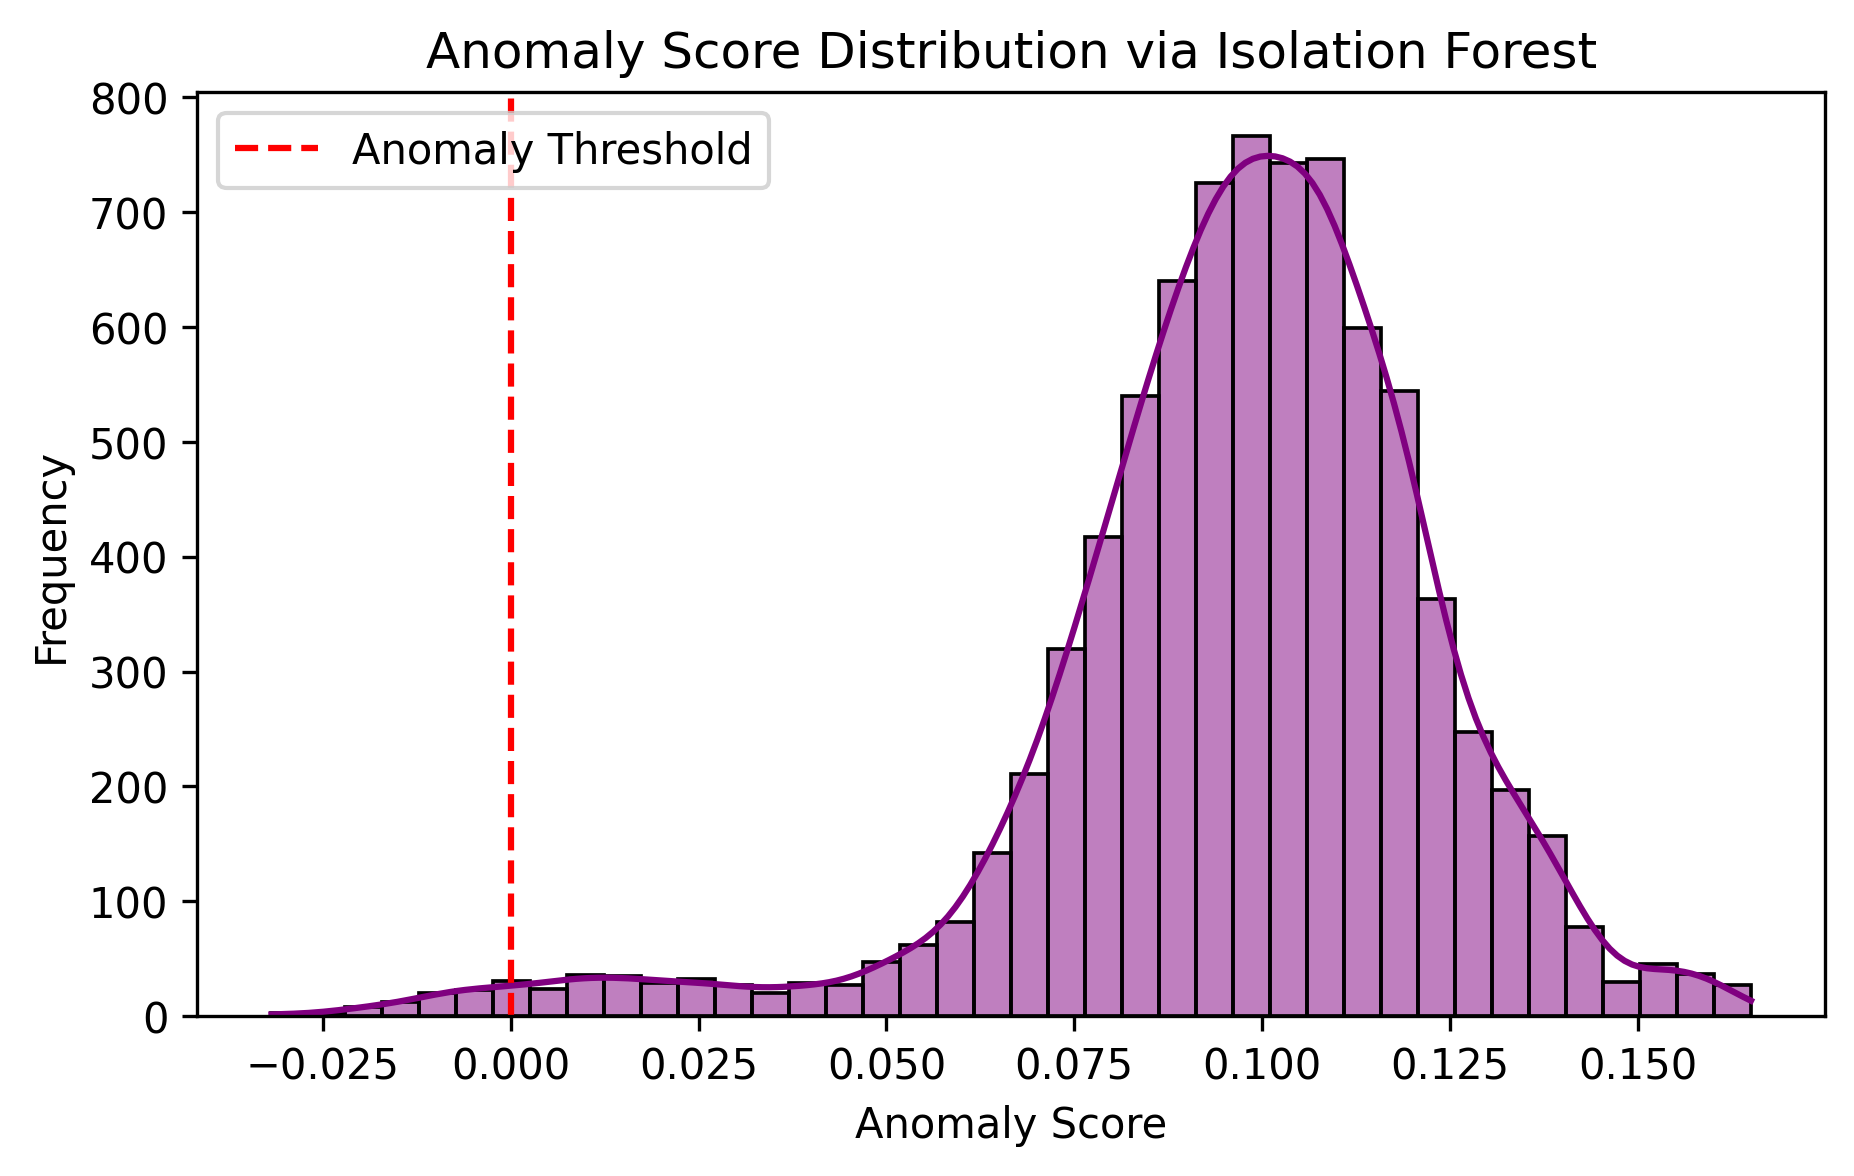 Anomaly Score Distribution via Isolation Forest
Anomaly Threshold
800
700
600
500
400
300
200
100
0
Frequency
−0.025 0.000 0.025 0.050 0.075 0.100 0.125 0.150
Anomaly Score